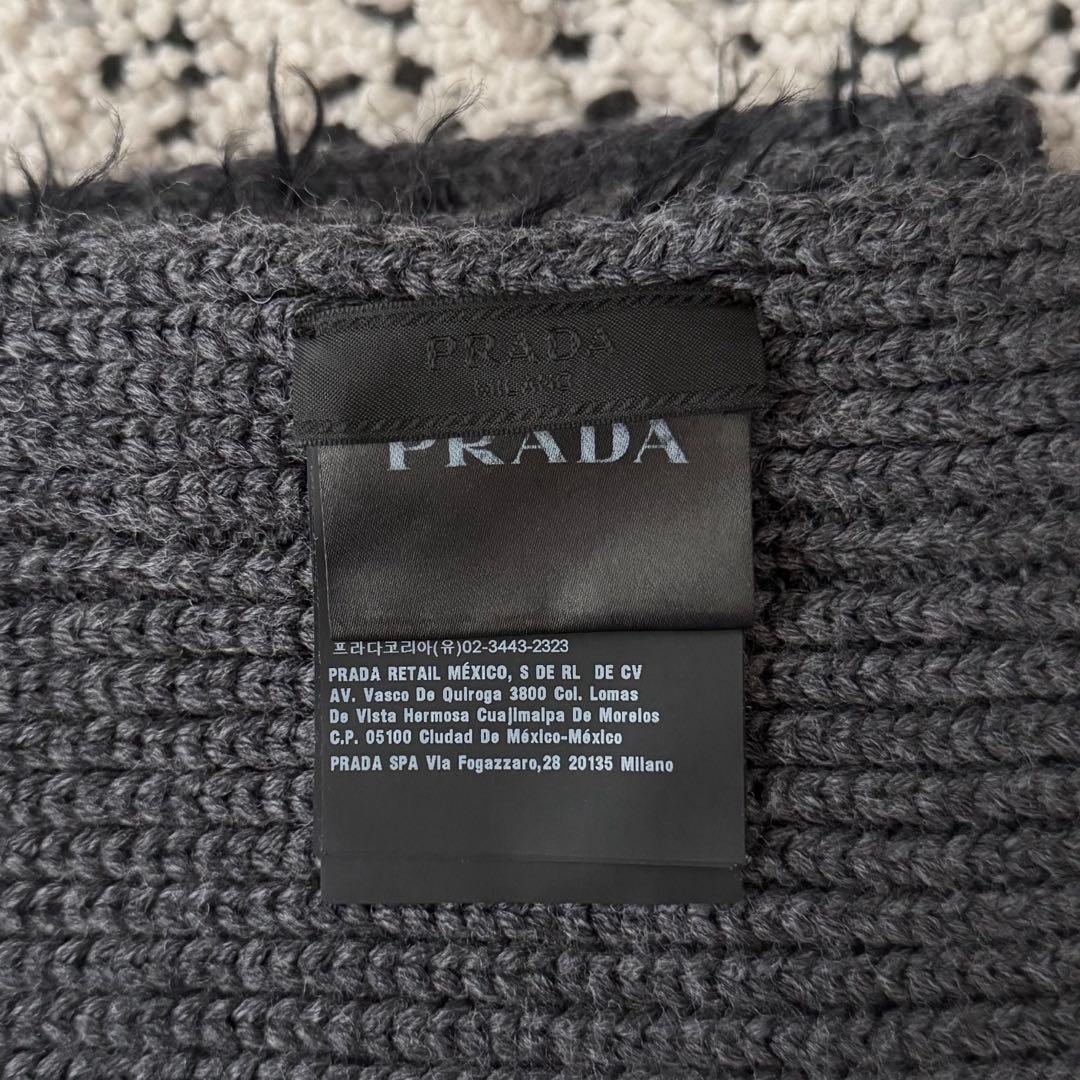 PRADA
MILANO
PRADA
프라다코리아(유)02-3443-2323
PRADA RETAIL MÉXICO, S DE RL DE CV
AV. Vasco De Quiroga 3800 Col. Lomas
De Vista Hermosa Cuajimalpa De Morelos
C.P. 05100 Ciudad De México-México
PRADA SPA Via Fogazzaro,28 20135 Milano